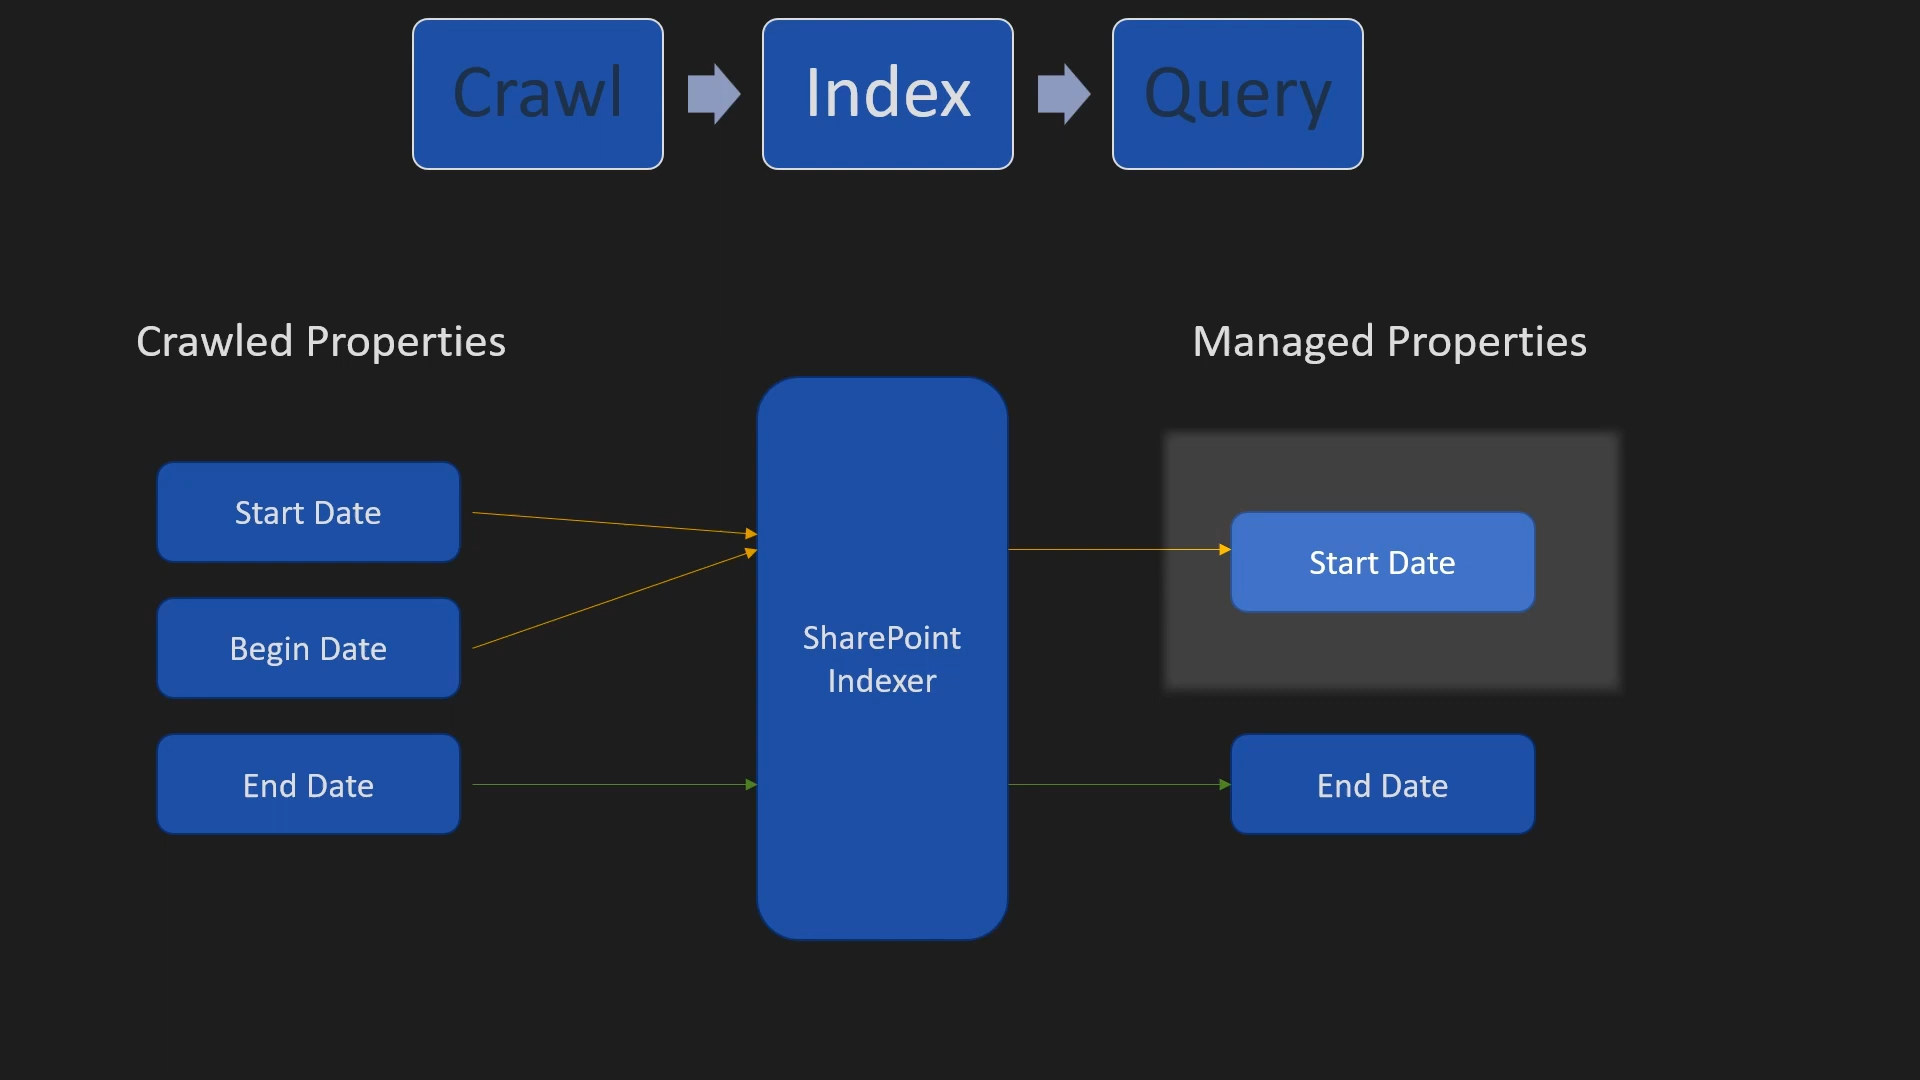 Crawl
Index
Query
Crawled Properties
Managed Properties
Start Date
Begin Date
End Date
SharePoint
Indexer
Start Date
End Date